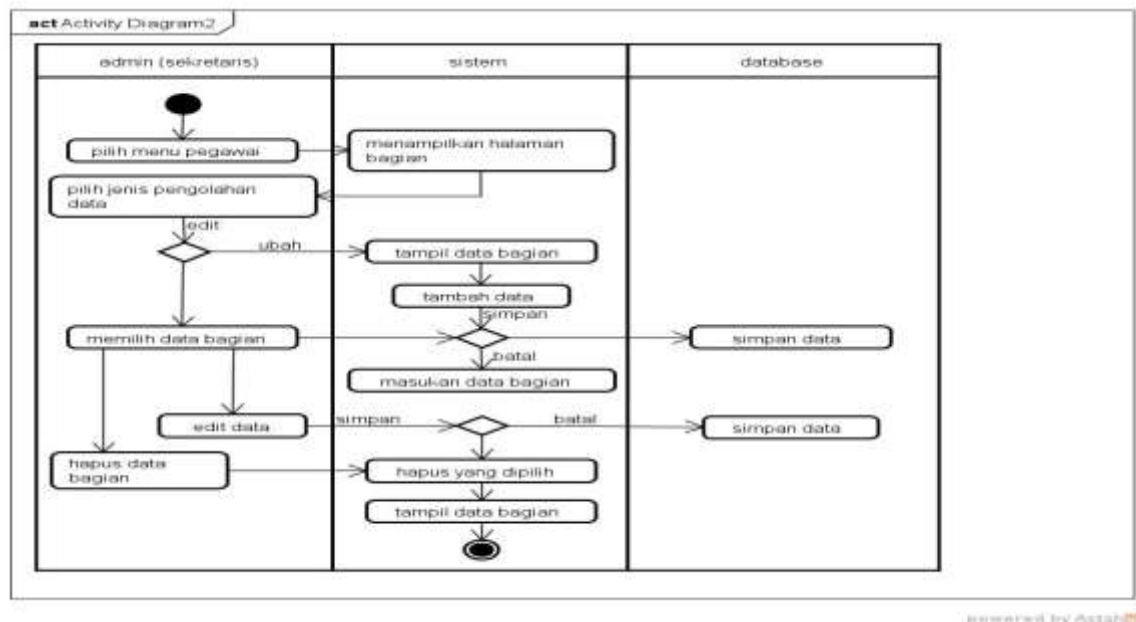 act Activity Diagram2
admin (sekretaris)
sistem
database
pilih menu pegawai
menampilkan halaman
bagian
pilih jenis pengolahan
data
edit
ubah
tampil data bagian
tambah data
simpan
memilih data bagian
simpan data
batal
masukan data bagian
edit data
simpan
batal
simpan data
hapus data
bagian
hapus yang dipilih
tampil data bagian
powered by Astah